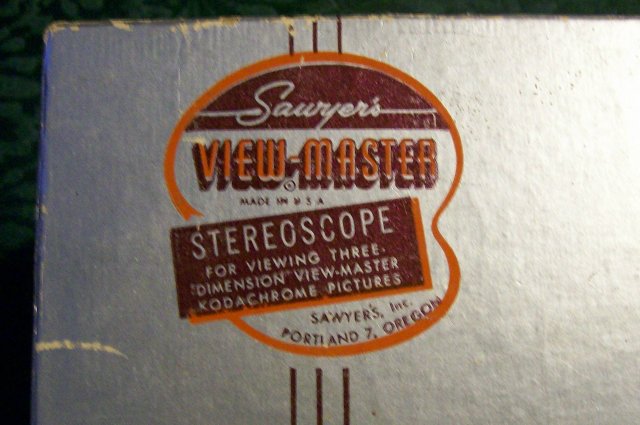 Sawyer's
VIEW-MASTER
©
MADE IN U S A
STEREOSCOPE
FOR VIEWING THREE-
"DIMENSION" VIEW-MASTER
KODACHROME PICTURES
SAWYER'S, Inc.
PORTLAND 7, OREGON